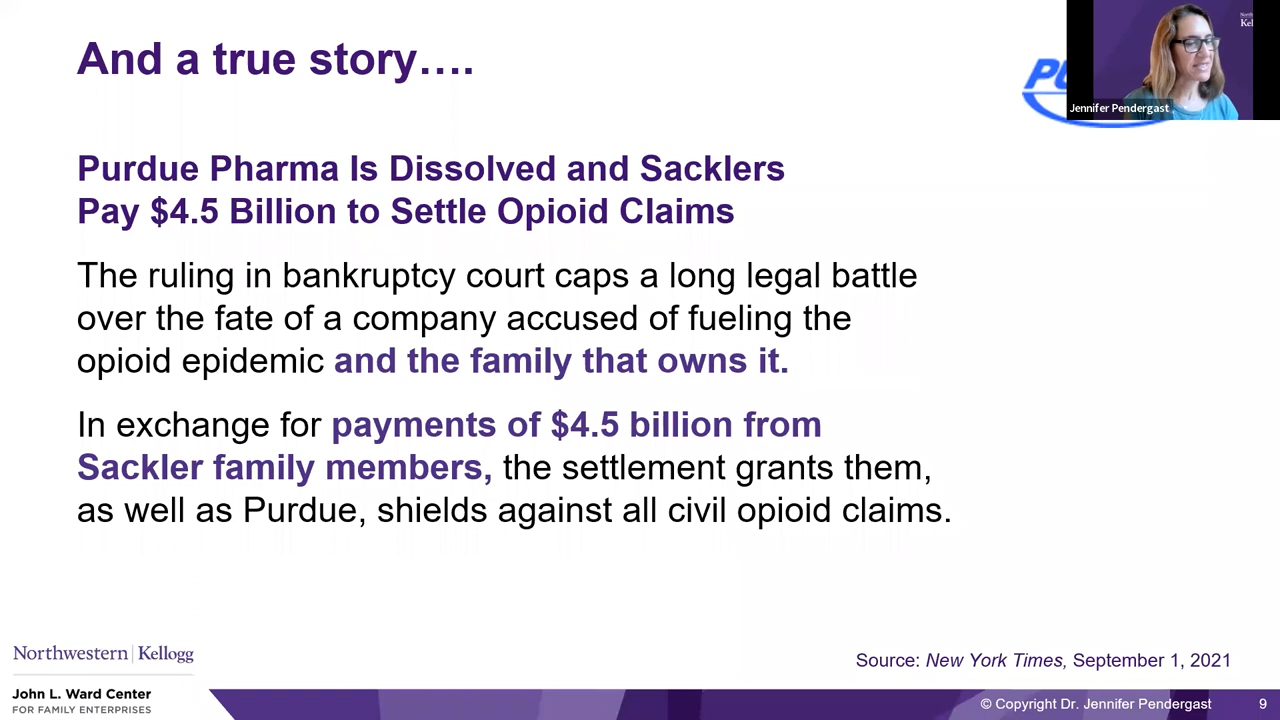 And a true story….
Jennifer Pendergast
Purdue Pharma Is Dissolved and Sacklers
Pay $4.5 Billion to Settle Opioid Claims
The ruling in bankruptcy court caps a long legal battle
over the fate of a company accused of fueling the
opioid epidemic and the family that owns it.
In exchange for payments of $4.5 billion from
Sackler family members, the settlement grants them,
as well as Purdue, shields against all civil opioid claims.
Northwestern | Kellogg
John L. Ward Center
FOR FAMILY ENTERPRISES
Source: New York Times, September 1, 2021
© Copyright Dr. Jennifer Pendergast
9